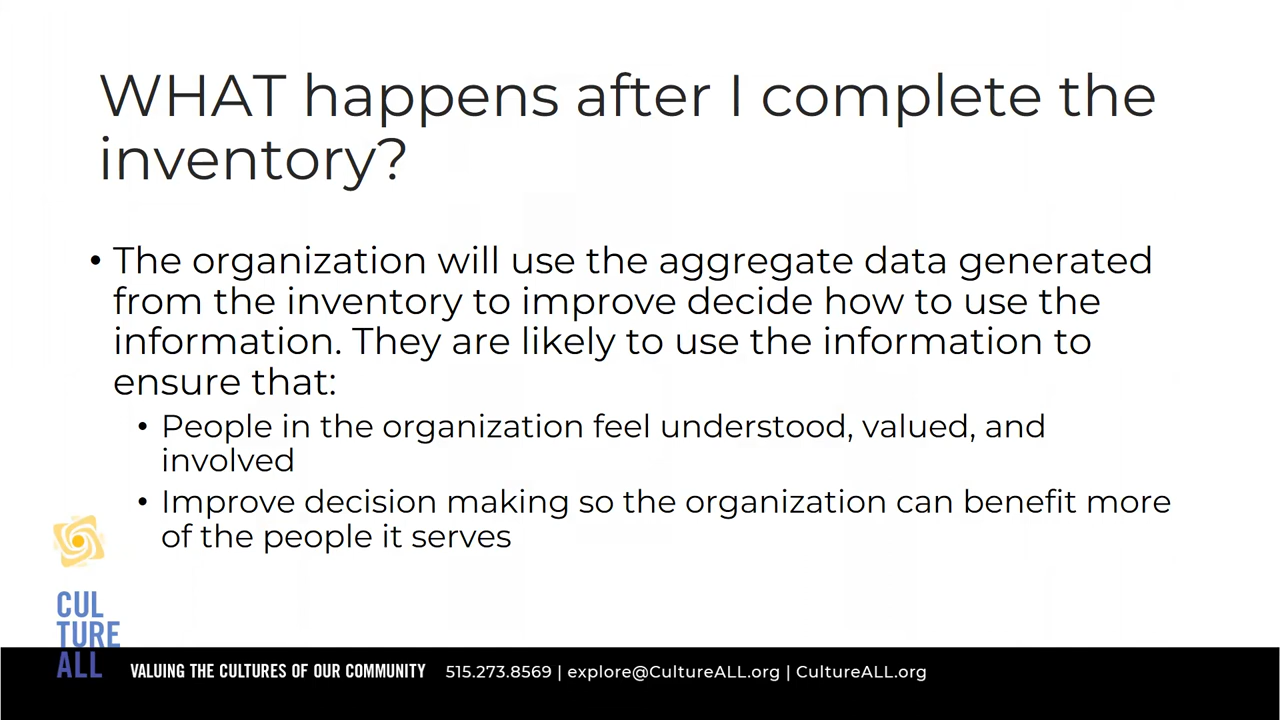 WHAT happens after I complete the
inventory?
• The organization will use the aggregate data generated
from the inventory to improve decide how to use the
information. They are likely to use the information to
ensure that:
• People in the organization feel understood, valued, and
involved
• Improve decision making so the organization can benefit more
of the people it serves
CUL
TURE
ALL
VALUING THE CULTURES OF OUR COMMUNITY 515.273.8569 | explore@CultureALL.org | CultureALL.org